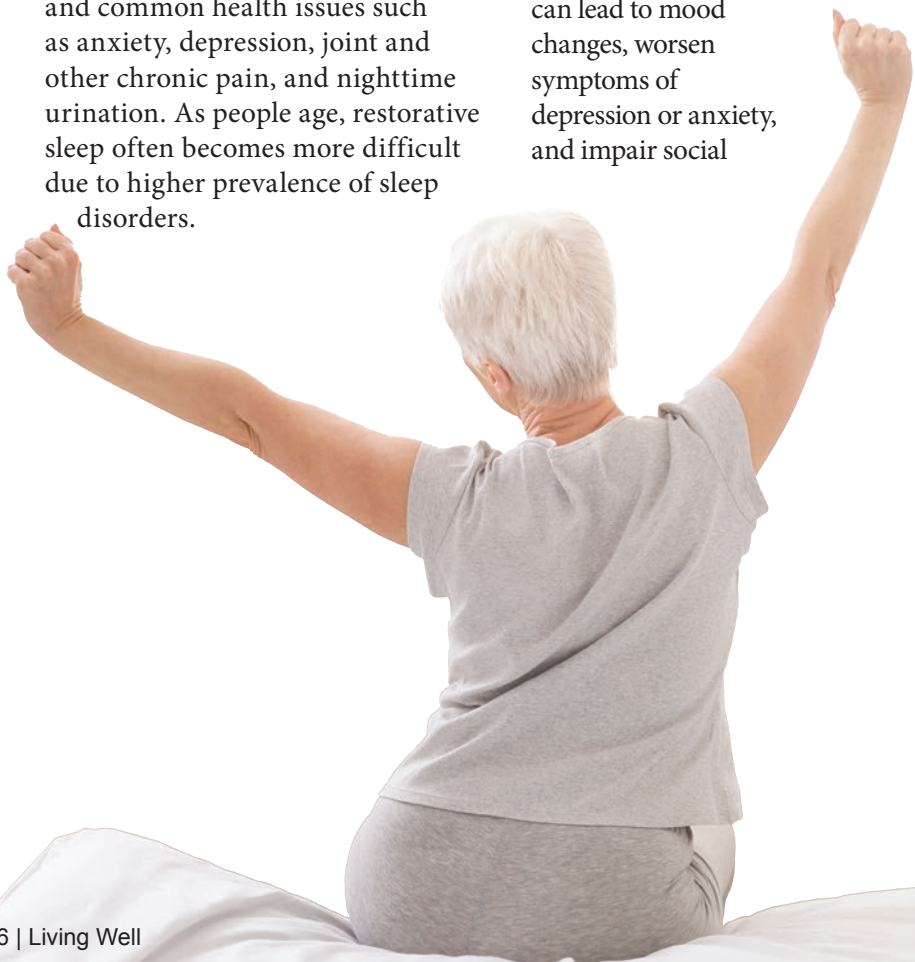 and common health issues such
as anxiety, depression, joint and
other chronic pain, and nighttime
urination. As people age, restorative
sleep often becomes more difficult
due to higher prevalence of sleep
disorders.
can lead to mood
changes, worsen
symptoms of
depression or anxiety,
and impair social
6 | Living Well